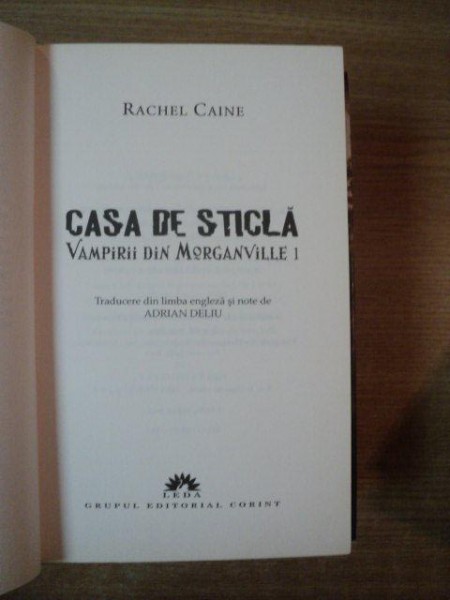 RACHEL CAINE
CASA DE STICLĂ
VAMPIRII DIN MORGANVILLE 1
Traducere din limba engleză și note de
ADRIAN DELIU
LEDA
GRUPUL EDITORIAL CORINT